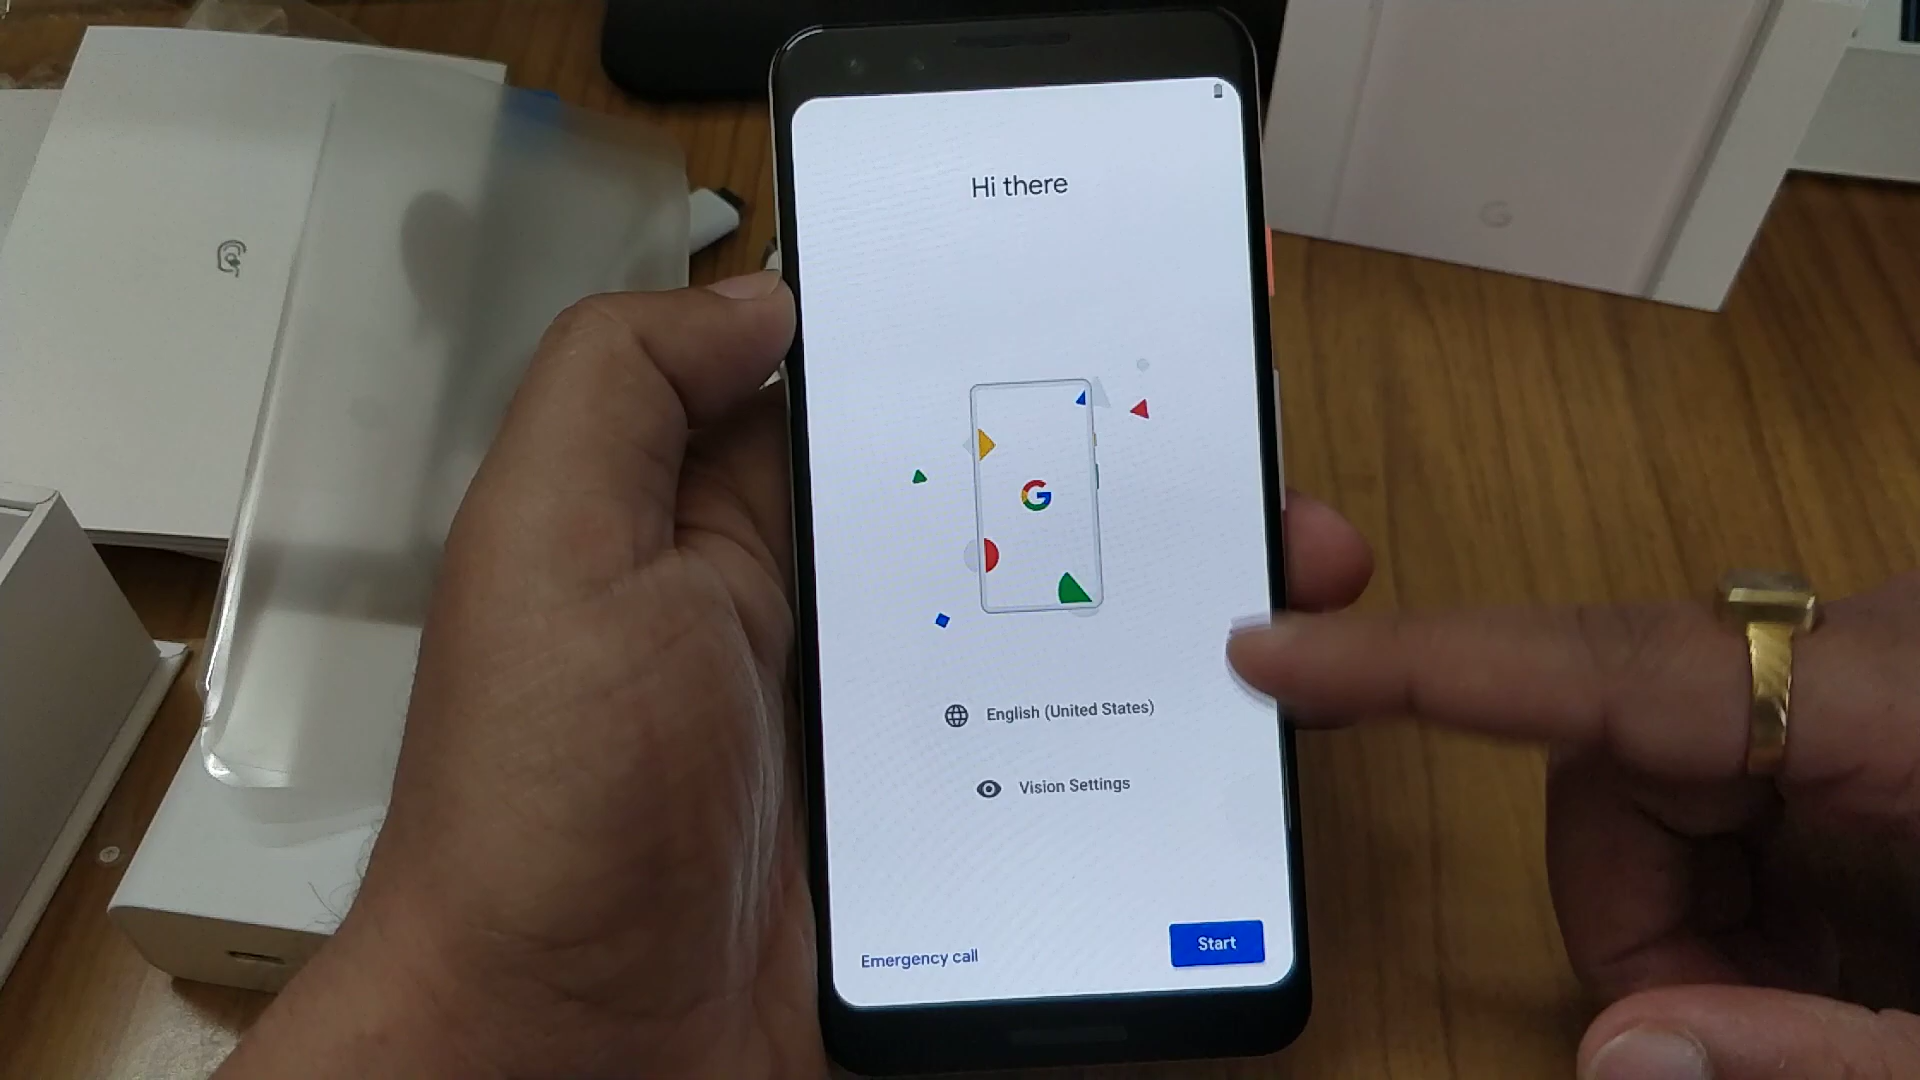 Hi there
G
English (United States)
Vision Settings
Emergency call
Start
G